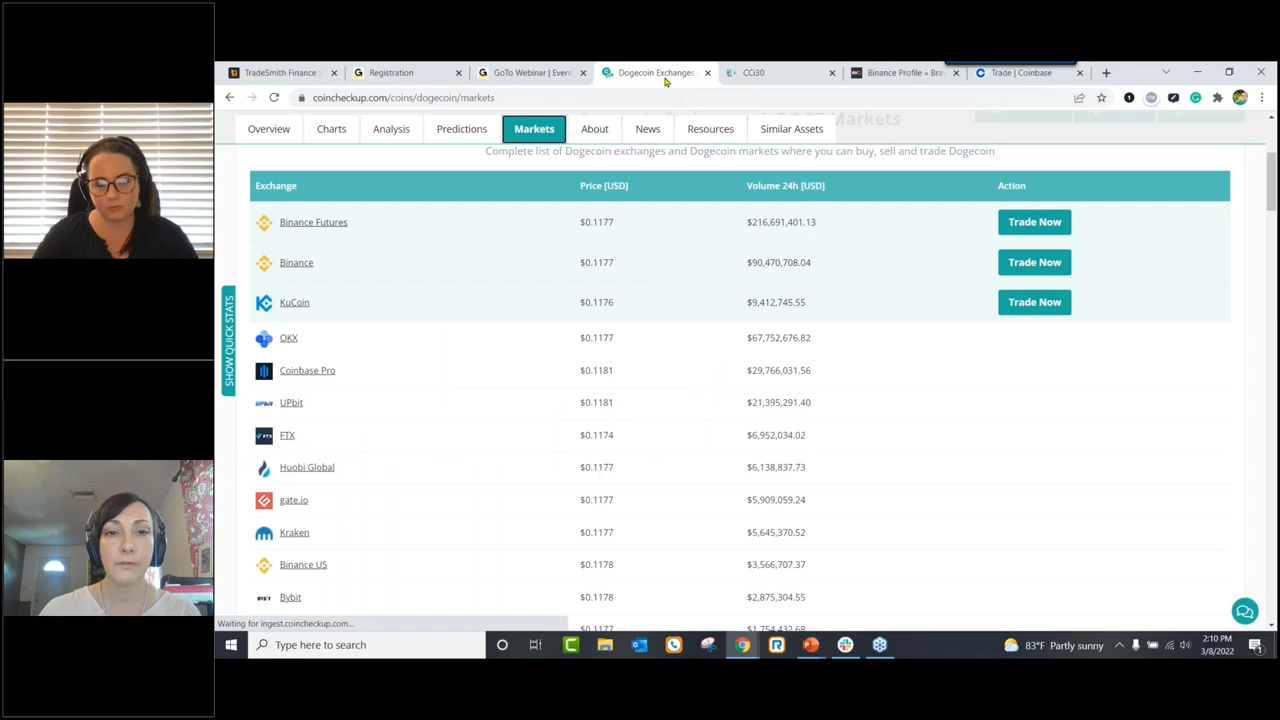 TradeSmith Finance ::
Registration
GoTo Webinar | Event
Dogecoin Exchanges
CCi30
Binance Profile » Brav
Trade | Coinbase
coincheckup.com/coins/dogecoin/markets
Overview
Charts
Analysis
Predictions
Markets
About
News
Resources
Similar Assets
Markets
Complete list of Dogecoin exchanges and Dogecoin markets where you can buy, sell and trade Dogecoin
Exchange Price [USD] Volume 24h [USD] Action
Binance Futures $0.1177 $216,691,401.13 Trade Now
Binance $0.1177 $90,470,708.04 Trade Now
KuCoin $0.1176 $9,412,745.55 Trade Now
OKX $0.1177 $67,752,676.82
Coinbase Pro $0.1181 $29,766,031.56
UPbit $0.1181 $21,395,291.40
FTX $0.1174 $6,952,034.02
Huobi Global $0.1177 $6,138,837.73
gate.io $0.1177 $5,909,059.24
Kraken $0.1177 $5,645,370.52
Binance US $0.1178 $3,566,707.37
Bybit $0.1178 $2,875,304.55
$0.1177 $1,754,432.68
SHOW QUICK STATS
Waiting for ingest.coincheckup.com...
Type here to search
83°F Partly sunny
2:10 PM
3/8/2022